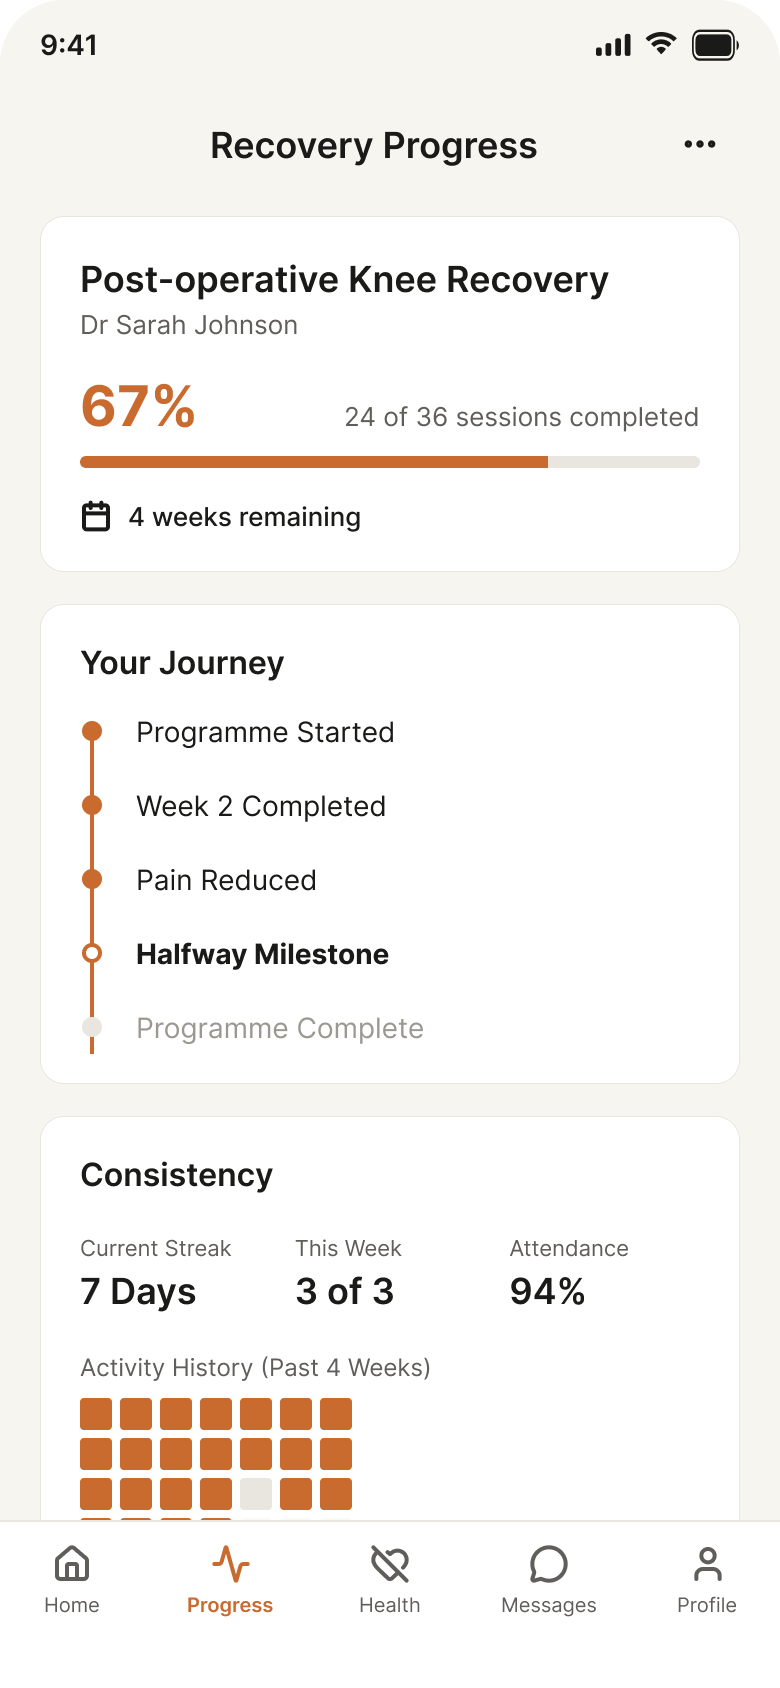 9:41
Recovery Progress
Post-operative Knee Recovery
Dr Sarah Johnson
67%
24 of 36 sessions completed
4 weeks remaining
Your Journey
Programme Started
Week 2 Completed
Pain Reduced
Halfway Milestone
Programme Complete
Consistency
Current Streak
7 Days
This Week
3 of 3
Attendance
94%
Activity History (Past 4 Weeks)
Home
Progress
Health
Messages
Profile